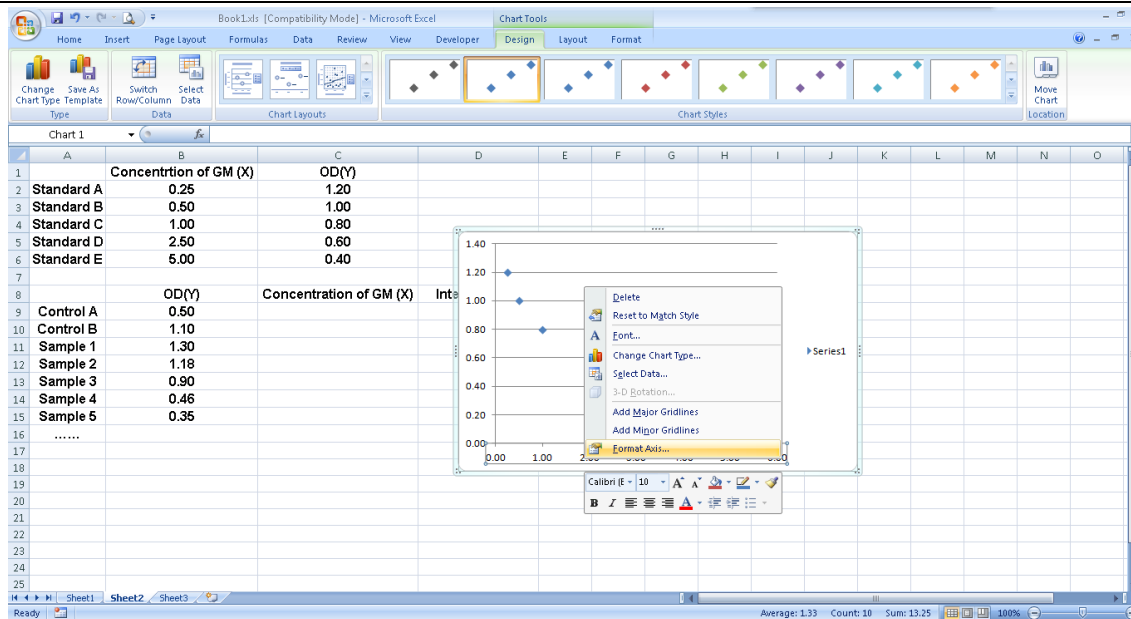 Book1.xls [Compatibility Mode] - Microsoft Excel Chart Tools
Home Insert Page Layout Formulas Data Review View Developer Design Layout Format
Change Chart Type Save As Template Switch Row/Column Select Data Move Chart
Type Data Chart Layouts Chart Styles Location
Chart 1 fx
A B C D E F G H I J K L M N O
1 Concentrtion of GM (X) OD(Y)
2 Standard A 0.25 1.20
3 Standard B 0.50 1.00
4 Standard C 1.00 0.80
5 Standard D 2.50 0.60
6 Standard E 5.00 0.40
7
8 OD(Y) Concentration of GM (X) Inte
9 Control A 0.50
10 Control B 1.10
11 Sample 1 1.30
12 Sample 2 1.18
13 Sample 3 0.90
14 Sample 4 0.46
15 Sample 5 0.35
16 ......
17
18
19
20
21
22
23
24
25
1.40
1.20
1.00
0.80
0.60
0.40
0.20
0.00
0.00 1.00
Series1
Delete
Reset to Match Style
Font...
Change Chart Type...
Select Data...
3-D Rotation...
Add Major Gridlines
Add Minor Gridlines
Format Axis...
Calibri (E 10 A A
B I A
Sheet1 Sheet2 Sheet3
Ready Average: 1.33 Count: 10 Sum: 13.25 100%